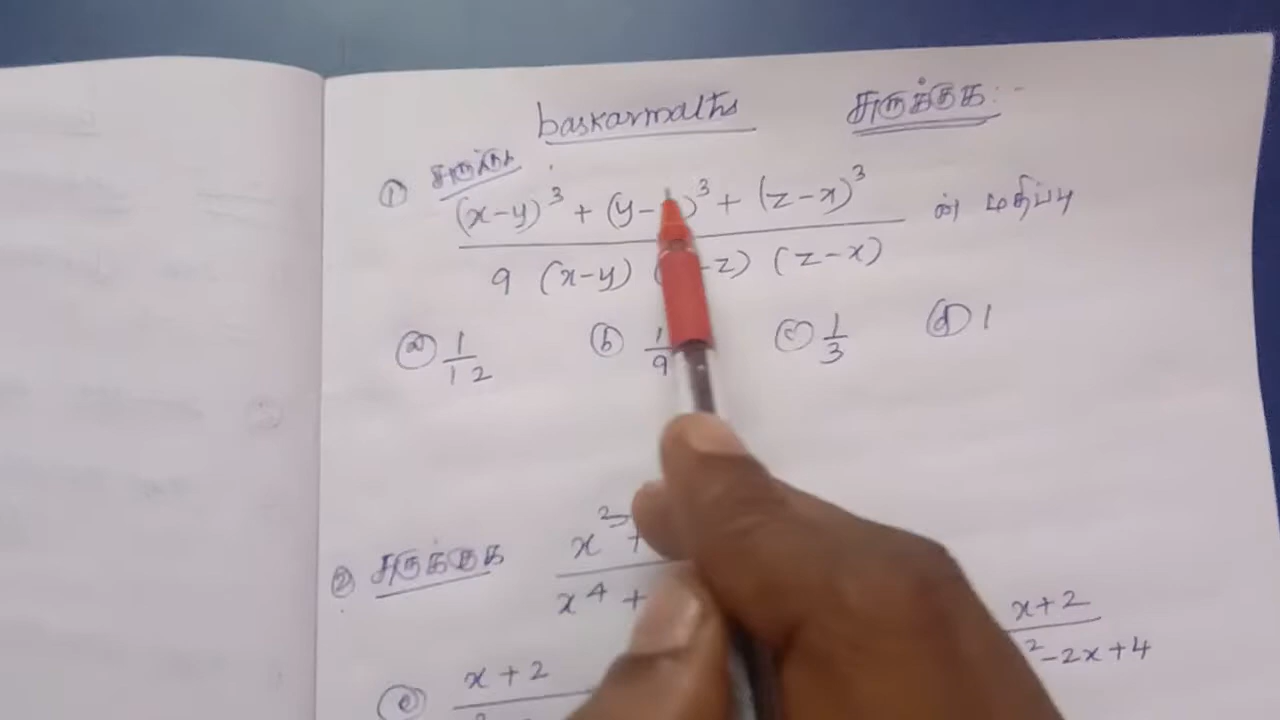 baskarmaths சுருக்குக:-
① சுருக்கு
(x-y)³ + (y- )³ + (z-x)³ ன் மதிப்பு
9 (x-y) ( -z) (z-x)
ⓐ 1/12 ⓑ 1/9 ⓒ 1/3 ⓓ 1
② சுருக்குக x³+
x⁴ +
x+2
²-2x+4
x+2